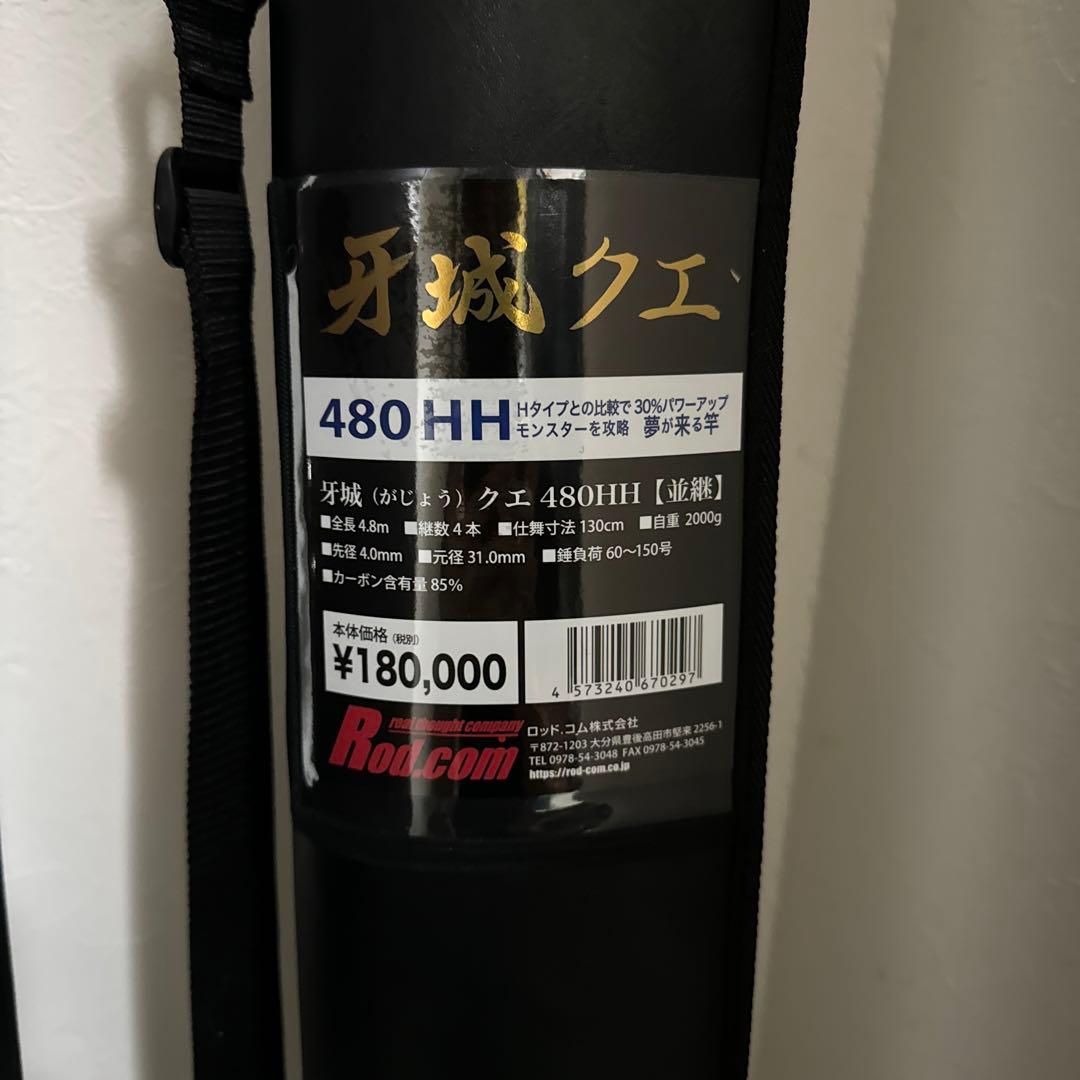 牙城 クエ
480HH
Hタイプとの比較で 30%パワーアップ
モンスターを攻略 夢が来る竿
牙城（がじょう）クエ 480HH【並継】
■全長 4.8m ■継数 4 本 ■仕舞寸法 130cm ■自重 2000g
■先径 4.0mm ■元径 31.0mm ■錘負荷 60〜150号
■カーボン含有量 85%
本体価格（税別）
¥180,000
4 573240 670297
real thought company
Rod.com
ロッド.コム株式会社
〒872-1203 大分県豊後高田市堅来 2256-1
TEL 0978-54-3048 FAX 0978-54-3045
https://rod-com.co.jp